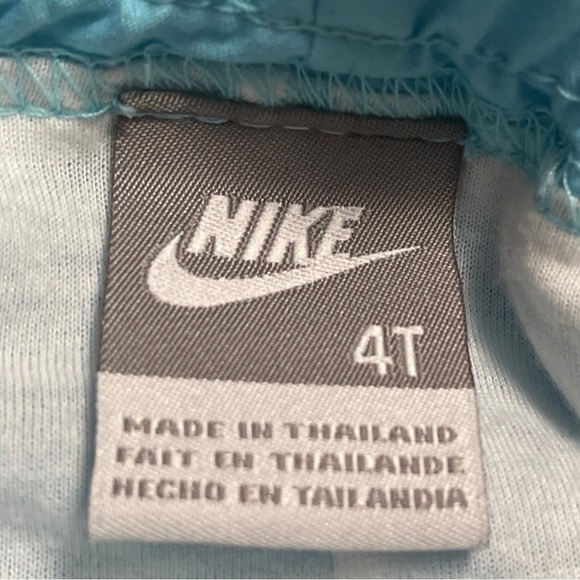 NIKE
4T
MADE IN THAILAND
FAIT EN THAILANDE
HECHO EN TAILANDIA